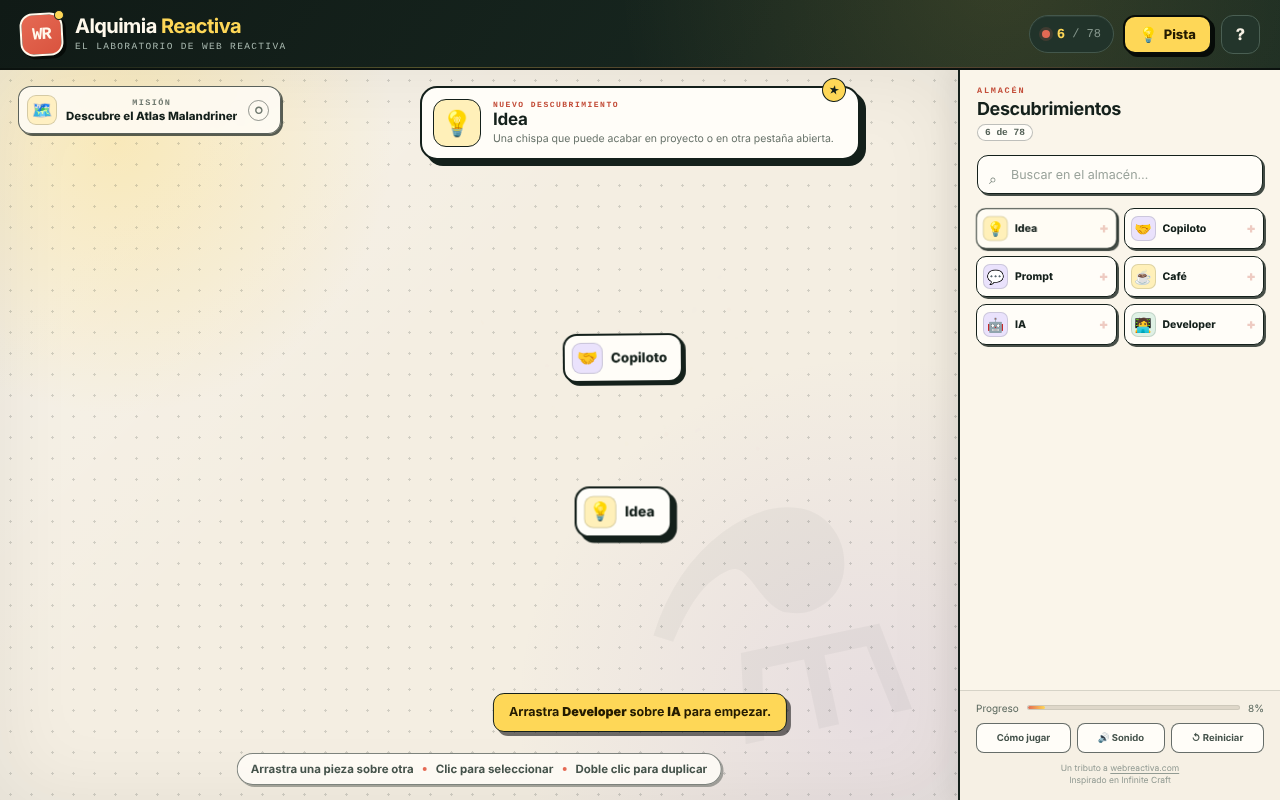 WR
Alquimia Reactiva
EL LABORATORIO DE WEB REACTIVA
6 / 78
Pista
?
MISIÓN
Descubre el Atlas Malandriner
NUEVO DESCUBRIMIENTO
Idea
Una chispa que puede acabar en proyecto o en otra pestaña abierta.
Copiloto
Idea
Arrastra Developer sobre IA para empezar.
Arrastra una pieza sobre otra • Clic para seleccionar • Doble clic para duplicar
ALMACÉN
Descubrimientos
6 de 78
Buscar en el almacén...
Idea +
Copiloto +
Prompt +
Café +
IA +
Developer +
Progreso 8%
Cómo jugar
Sonido
Reiniciar
Un tributo a webreactiva.com
Inspirado en Infinite Craft